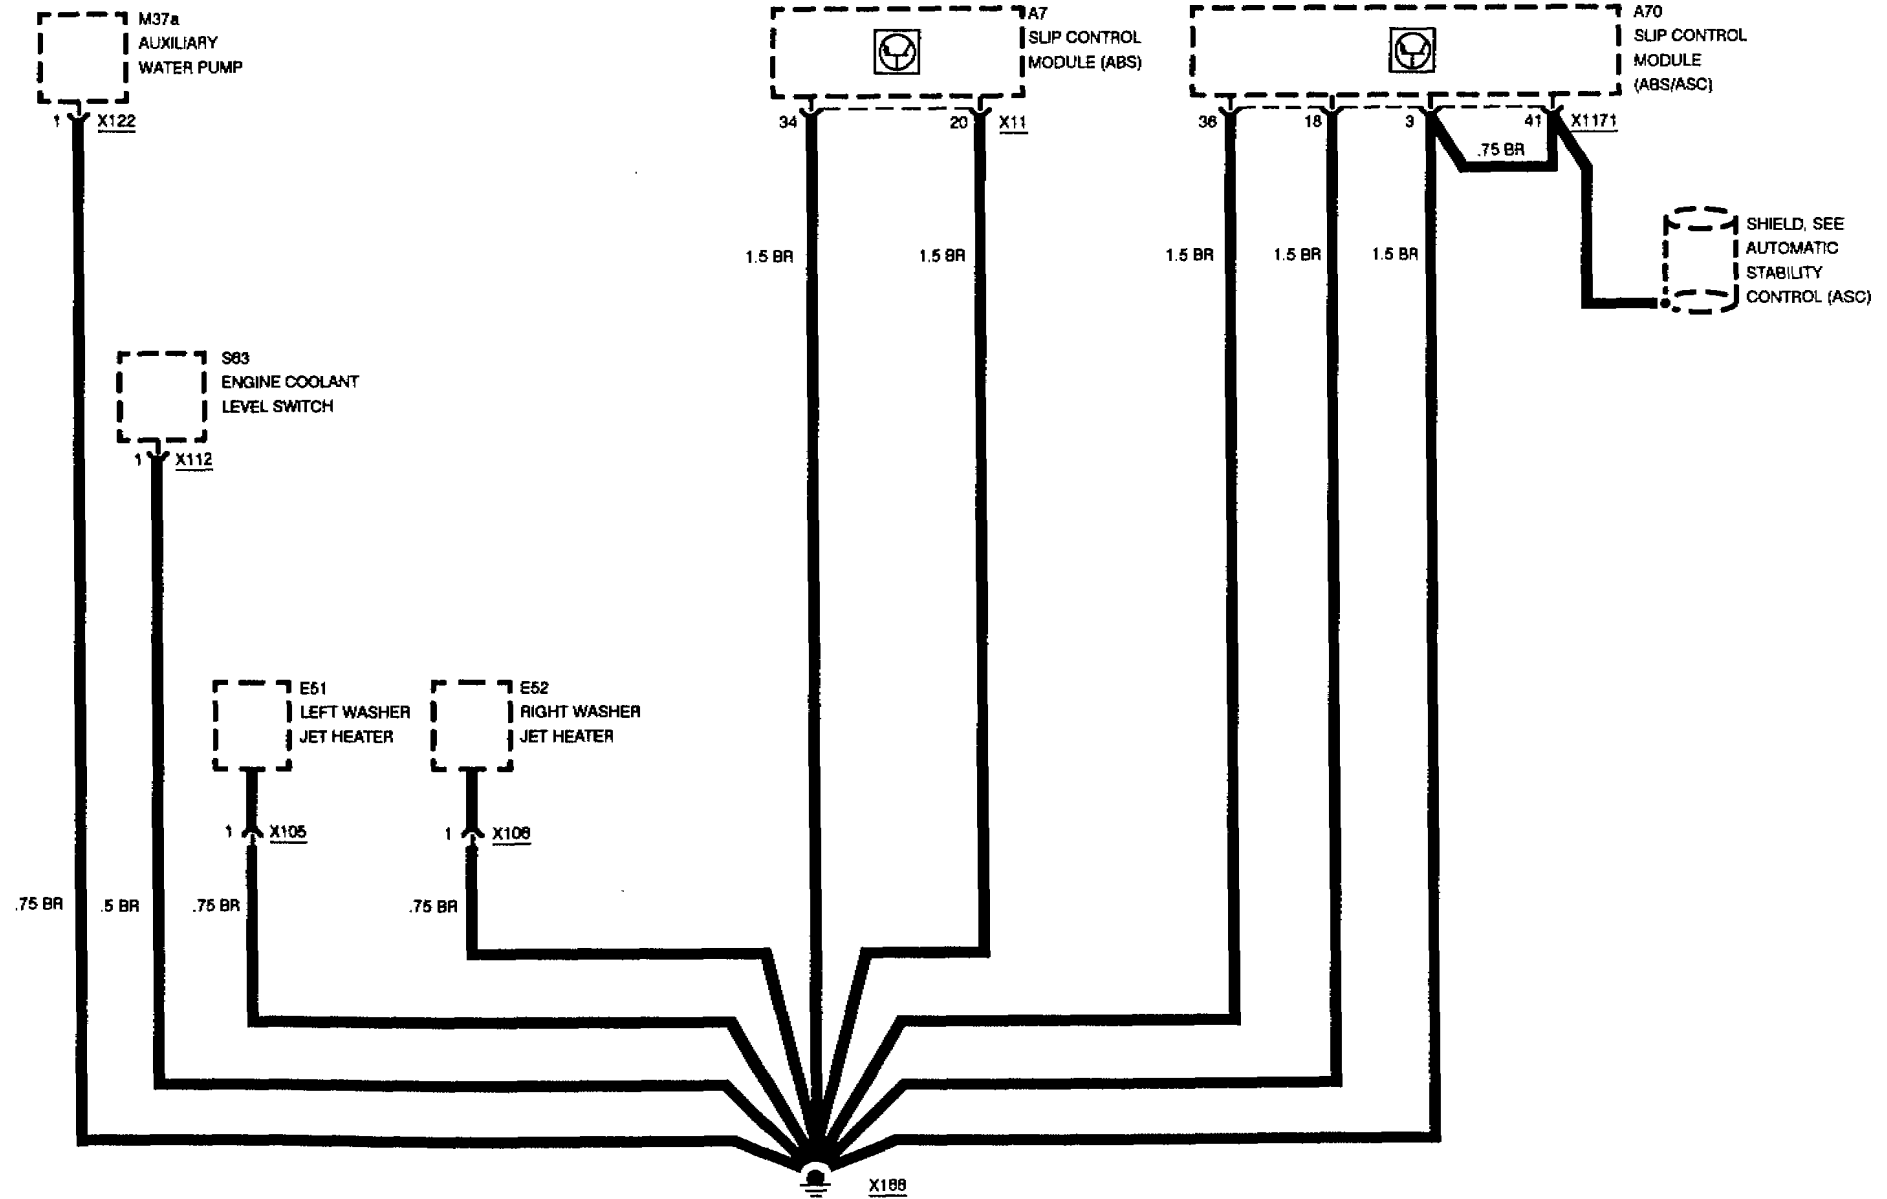 M37a
AUXILIARY
WATER PUMP
1
X122
A7
SLIP CONTROL
MODULE (ABS)
34
20
X11
A70
SLIP CONTROL
MODULE
(ABS/ASC)
36
18
3
41
X1171
.75 BR
1.5 BR
1.5 BR
1.5 BR
1.5 BR
1.5 BR
SHIELD, SEE
AUTOMATIC
STABILITY
CONTROL (ASC)
S63
ENGINE COOLANT
LEVEL SWITCH
1
X112
E51
LEFT WASHER
JET HEATER
1
X105
E52
RIGHT WASHER
JET HEATER
1
X106
.75 BR
.5 BR
.75 BR
.75 BR
X166